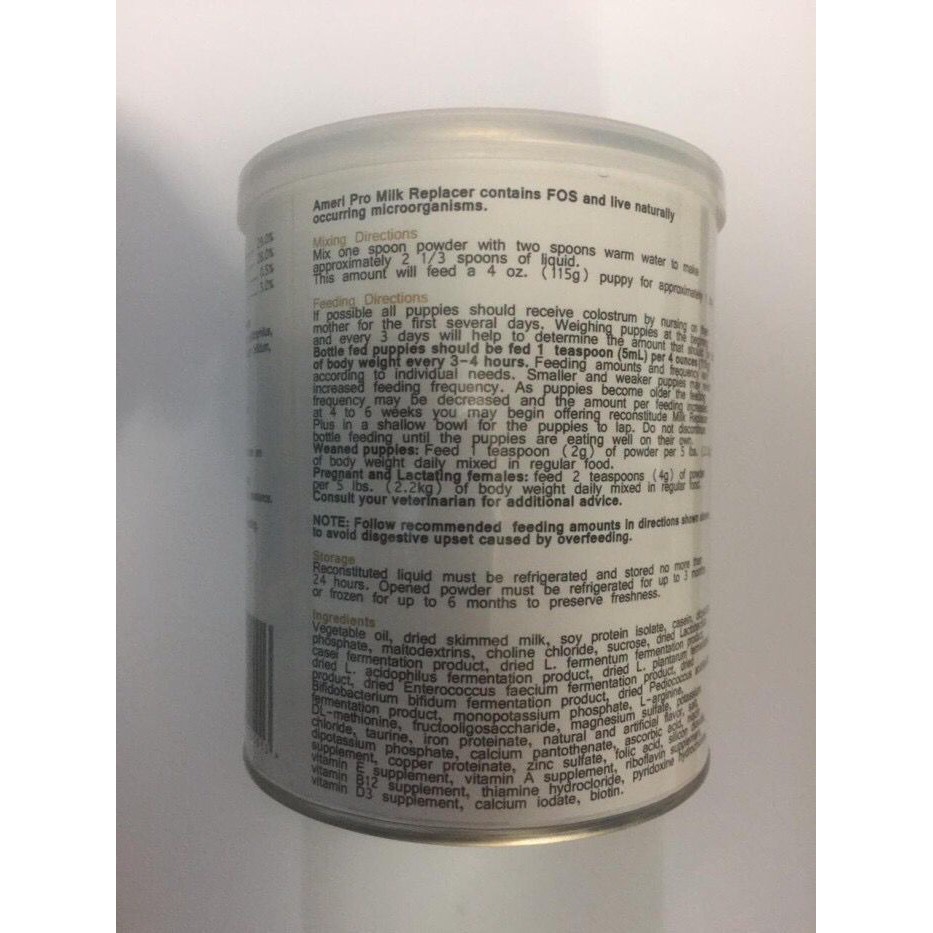 Ameri Pro Milk Replacer contains FOS and live naturally
occurring microorganisms.
Mixing Directions
Mix one spoon powder with two spoons warm water to make
approximately 2 1/3 spoons of liquid.
This amount will feed a 4 oz. (115g) puppy for approximately
Feeding Directions
If possible all puppies should receive colostrum by nursing on
mother for the first several days. Weighing puppies at the
and every 3 days will help to determine the amount that
Bottle fed puppies should be fed 1 teaspoon (5mL) per 4 ounces
of body weight every 3-4 hours. Feeding amounts and frequency
according to individual needs. Smaller and weaker puppies may
increased feeding frequency. As puppies become older the feeding
frequency may be decreased and the amount per feeding
at 4 to 6 weeks you may begin offering reconstitude Milk
Plus in a shallow bowl for the puppies to lap. Do not
bottle feeding until the puppies are eating well on their own.
Weaned puppies: Feed 1 teaspoon (2g) of powder per 5 lbs.
of body weight daily mixed in regular food.
Pregnant and Lactating females: feed 2 teaspoons (4g) of powder
per 5 lbs. (2.2kg) of body weight daily mixed in regular food.
Consult your veterinarian for additional advice.
NOTE: Follow recommended feeding amounts in directions shown
to avoid disgestive upset caused by overfeeding.
Storage
Reconstituted liquid must be refrigerated and stored no more than
24 hours. Opened powder must be refrigerated for up to 3 months
or frozen for up to 6 months to preserve freshness.
Ingredients
Vegetable oil, dried skimmed milk, soy protein isolate, casein,
phosphate, maltodextrins, choline chloride, sucrose, dried
casei fermentation product, dried L. fermentum fermentation product,
dried L. acidophilus fermentation product, dried L. plantarum
product, dried Enterococcus faecium fermentation product, dried
Bifidobacterium bifidum fermentation product, dried Pediococcus
fermentation product, monopotassium phosphate, L-arginine,
DL-methionine, fructooligosaccharide, magnesium sulfate, potassium
chloride, taurine, iron proteinate, natural and artificial flavor,
dipotassium phosphate, calcium pantothenate, ascorbic acid,
supplement, copper proteinate, zinc sulfate, folic acid,
vitamin E supplement, vitamin A supplement, riboflavin
vitamin B12 supplement, thiamine hydrocloride, pyridoxine
vitamin D3 supplement, calcium iodate, biotin.